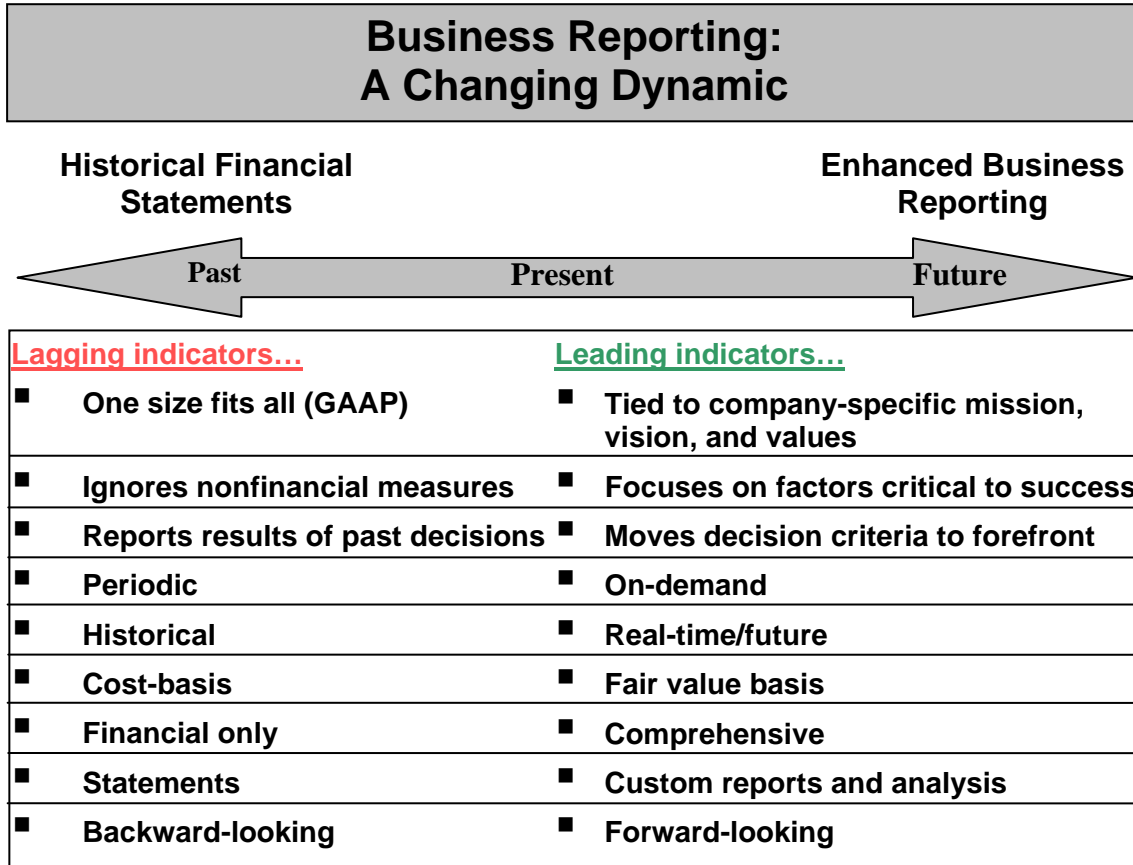 Business Reporting:
A Changing Dynamic
Historical Financial
Statements
Enhanced Business
Reporting
Past Present Future
Lagging indicators… Leading indicators…
▪ One size fits all (GAAP) ▪ Tied to company-specific mission,
vision, and values
▪ Ignores nonfinancial measures ▪ Focuses on factors critical to success
▪ Reports results of past decisions ▪ Moves decision criteria to forefront
▪ Periodic ▪ On-demand
▪ Historical ▪ Real-time/future
▪ Cost-basis ▪ Fair value basis
▪ Financial only ▪ Comprehensive
▪ Statements ▪ Custom reports and analysis
▪ Backward-looking ▪ Forward-looking